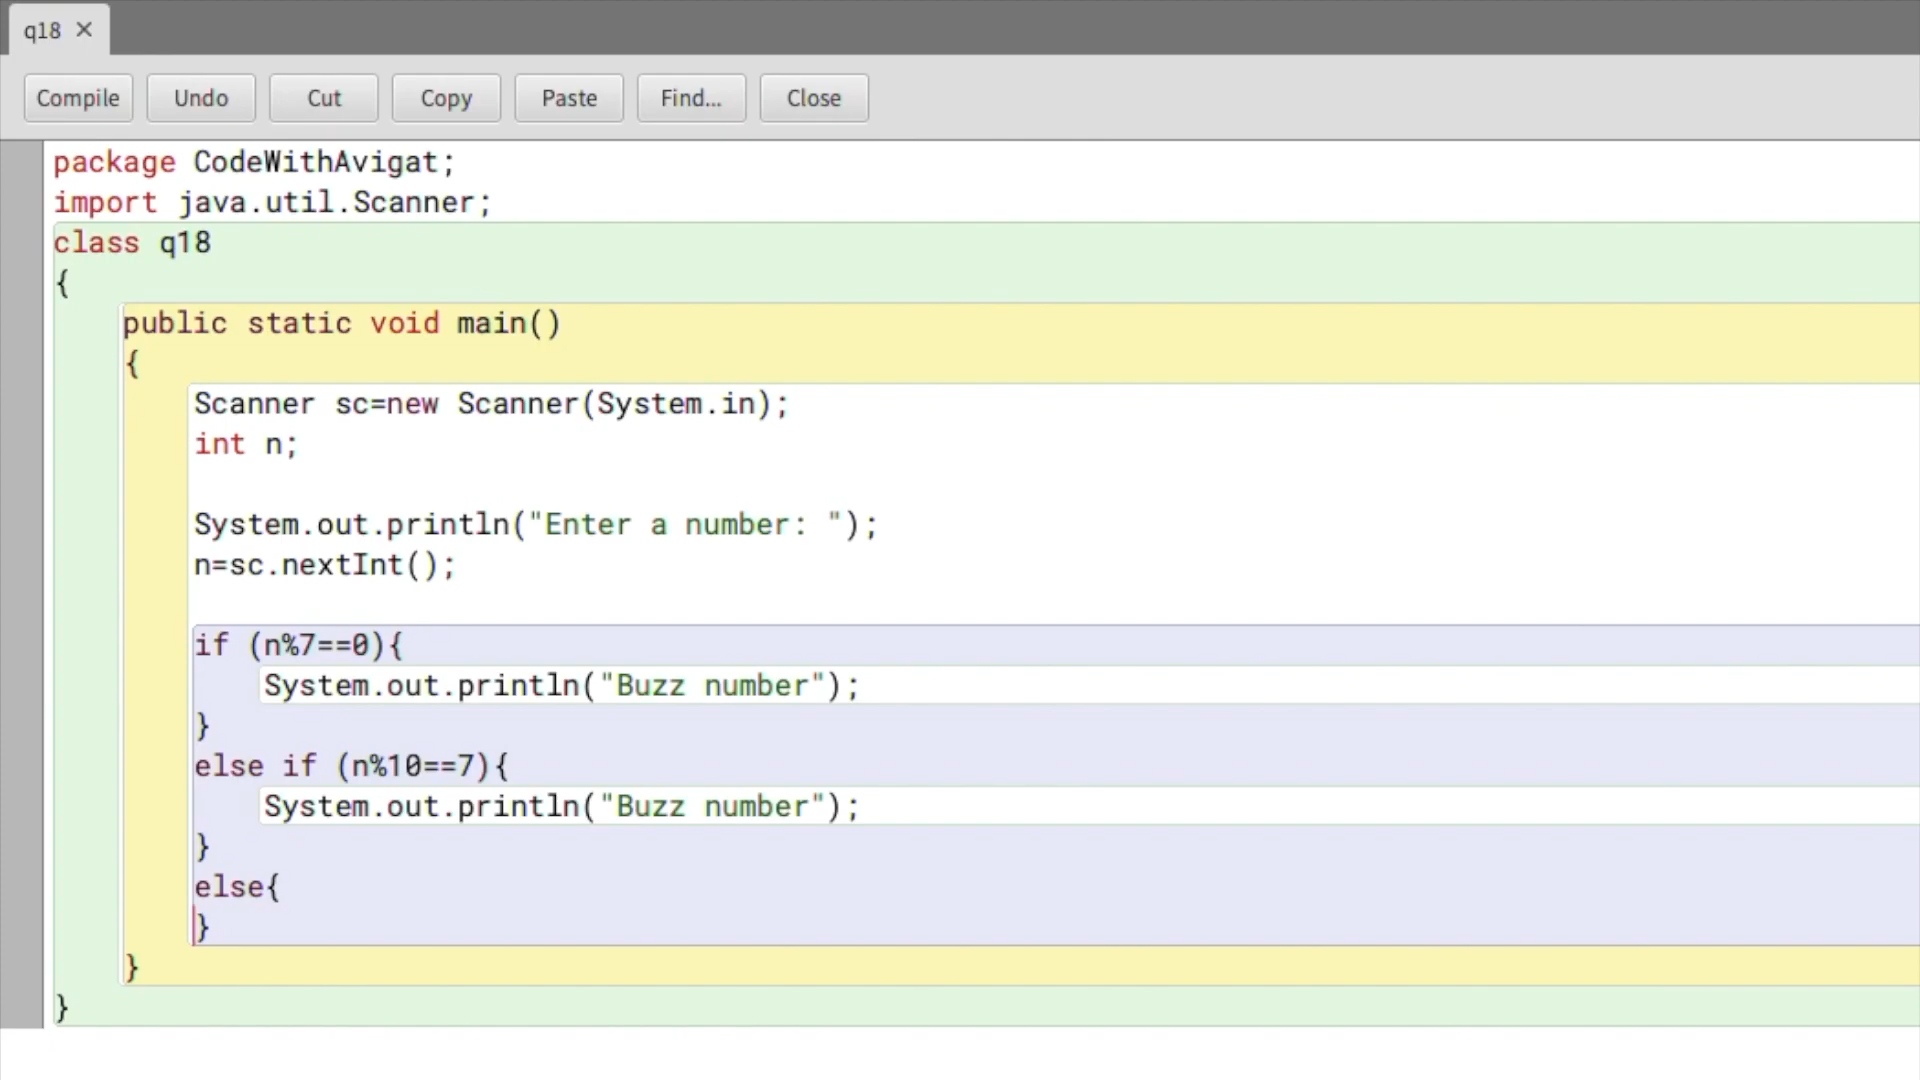 q18 ×
Compile Undo Cut Copy Paste Find... Close
package CodeWithAvigat;
import java.util.Scanner;
class q18
{
public static void main()
{
Scanner sc=new Scanner(System.in);
int n;
System.out.println("Enter a number: ");
n=sc.nextInt();
if (n%7==0){
System.out.println("Buzz number");
}
else if (n%10==7){
System.out.println("Buzz number");
}
else{
}
}
}